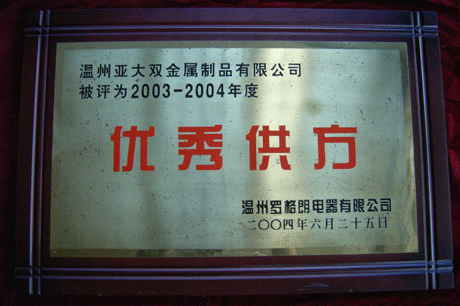 温州亚大双金属制品有限公司
被评为2003-2004年度
优秀供方
温州罗格朗电器有限公司
二〇〇四年六月二十五日